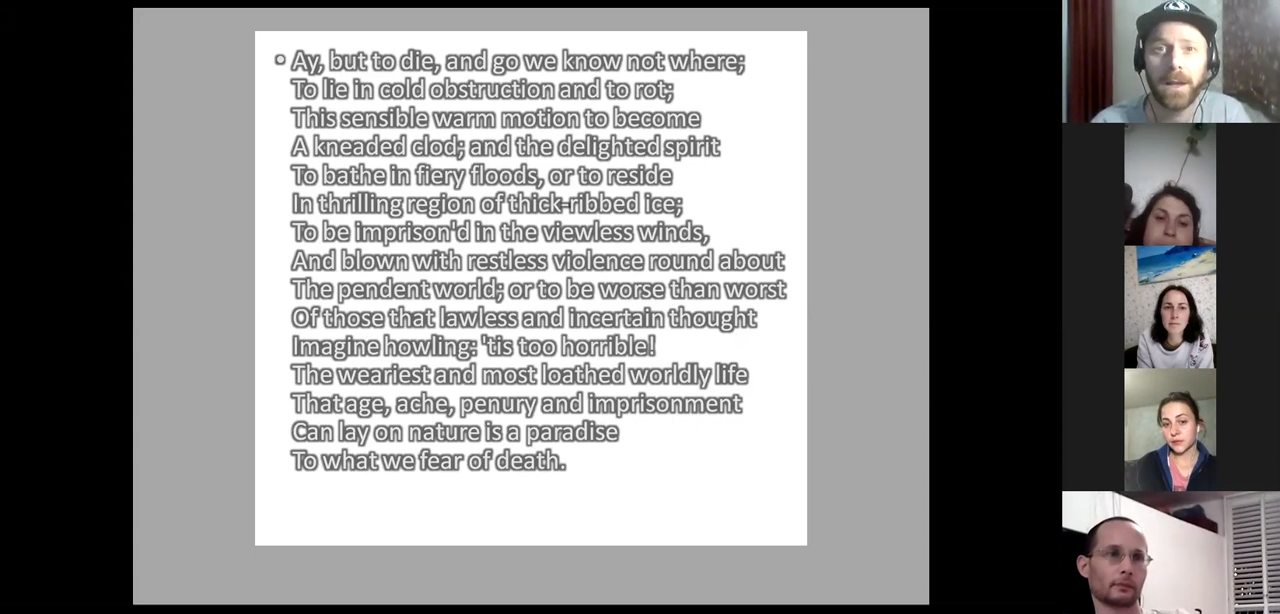 • Ay, but to die, and go we know not where;
To lie in cold obstruction and to rot;
This sensible warm motion to become
A kneaded clod; and the delighted spirit
To bathe in fiery floods, or to reside
In thrilling region of thick-ribbed ice;
To be imprison'd in the viewless winds,
And blown with restless violence round about
The pendent world; or to be worse than worst
Of those that lawless and incertain thought
Imagine howling: 'tis too horrible!
The weariest and most loathed worldly life
That age, ache, penury and imprisonment
Can lay on nature is a paradise
To what we fear of death.